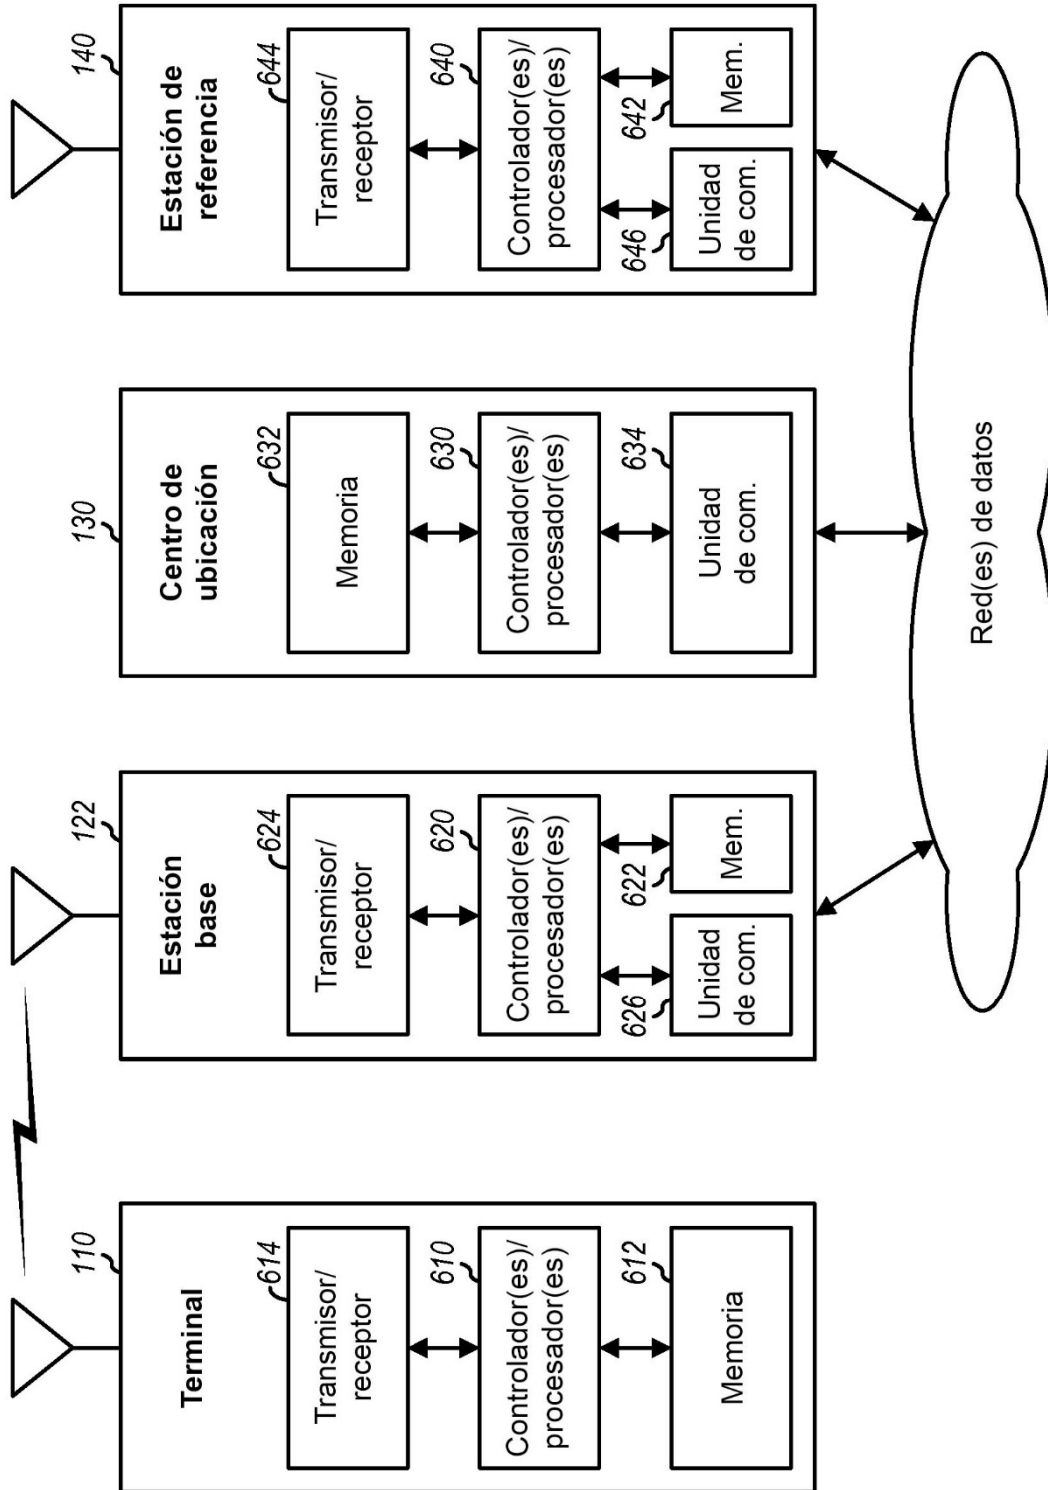 110
Terminal
614
Transmisor/
receptor
610
Controlador(es)/
procesador(es)
612
Memoria
122
Estación
base
624
Transmisor/
receptor
620
Controlador(es)/
procesador(es)
626
Unidad
de com.
622
Mem.
130
Centro de
ubicación
632
Memoria
630
Controlador(es)/
procesador(es)
634
Unidad
de com.
140
Estación de
referencia
644
Transmisor/
receptor
640
Controlador(es)/
procesador(es)
646
Unidad
de com.
642
Mem.
Red(es) de datos